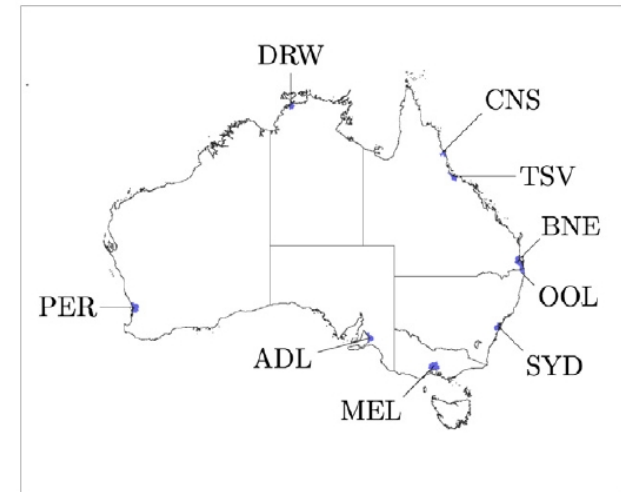 DRW
CNS
TSV
BNE
PER
OOL
ADL
SYD
MEL